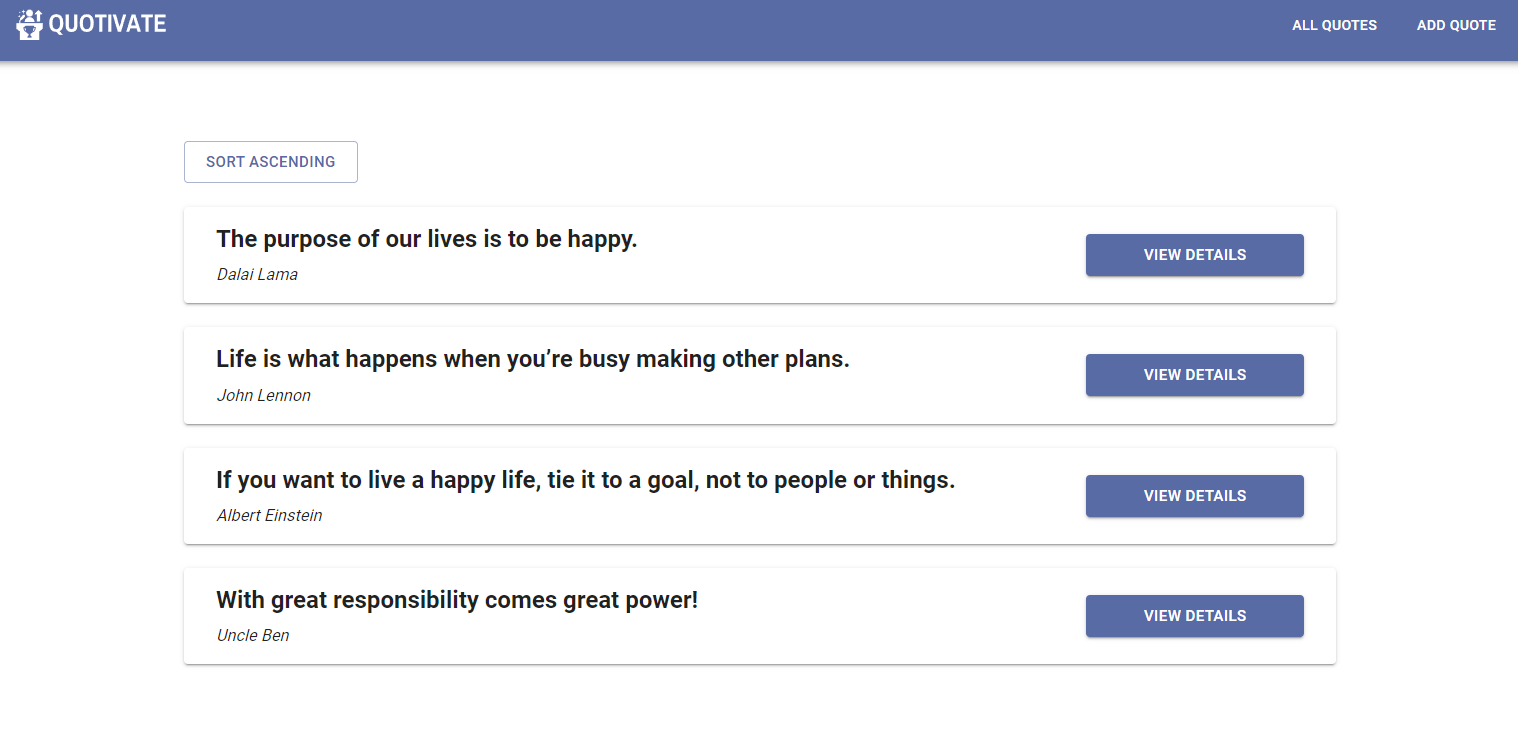 QUOTIVATE
ALL QUOTES ADD QUOTE
SORT ASCENDING
The purpose of our lives is to be happy.
Dalai Lama
VIEW DETAILS
Life is what happens when you’re busy making other plans.
John Lennon
VIEW DETAILS
If you want to live a happy life, tie it to a goal, not to people or things.
Albert Einstein
VIEW DETAILS
With great responsibility comes great power!
Uncle Ben
VIEW DETAILS